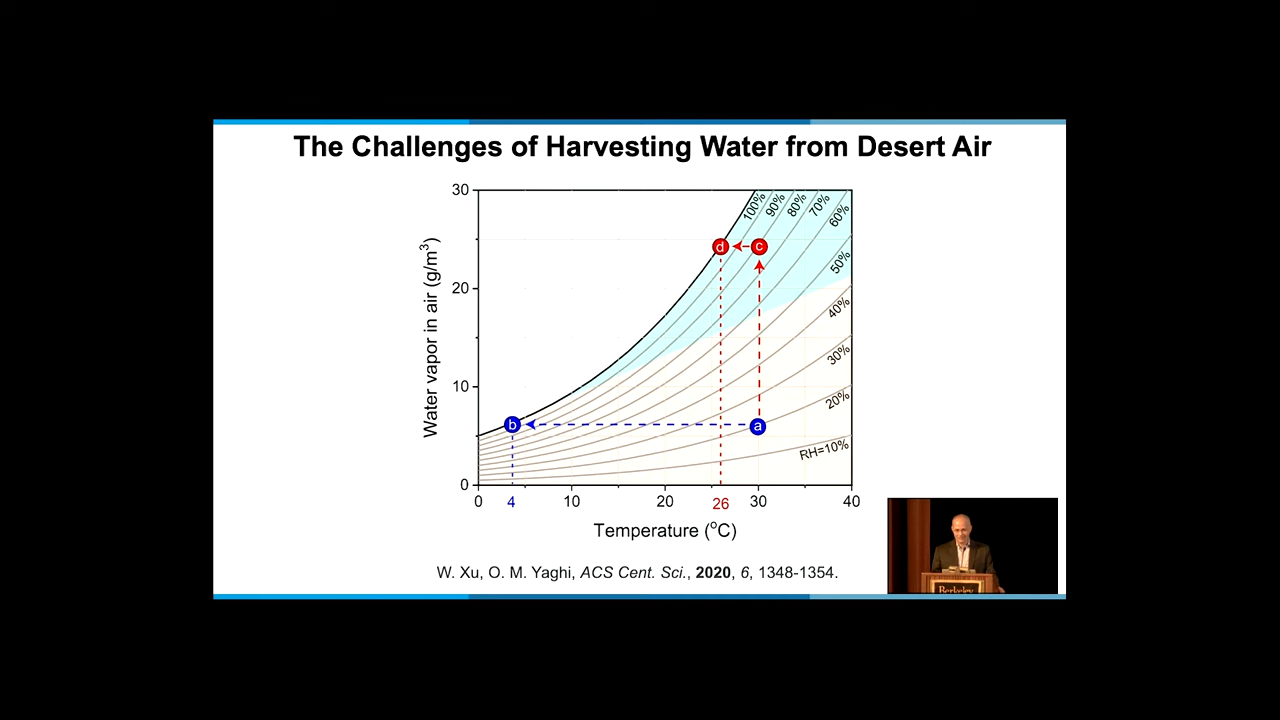 The Challenges of Harvesting Water from Desert Air
Water vapor in air (g/m³)
30
20
10
0
100%
90%
80%
70%
60%
50%
40%
30%
20%
RH=10%
d
c
b
a
0
4
10
20
26
30
40
Temperature (°C)
W. Xu, O. M. Yaghi, ACS Cent. Sci., 2020, 6, 1348-1354.
Berkeley